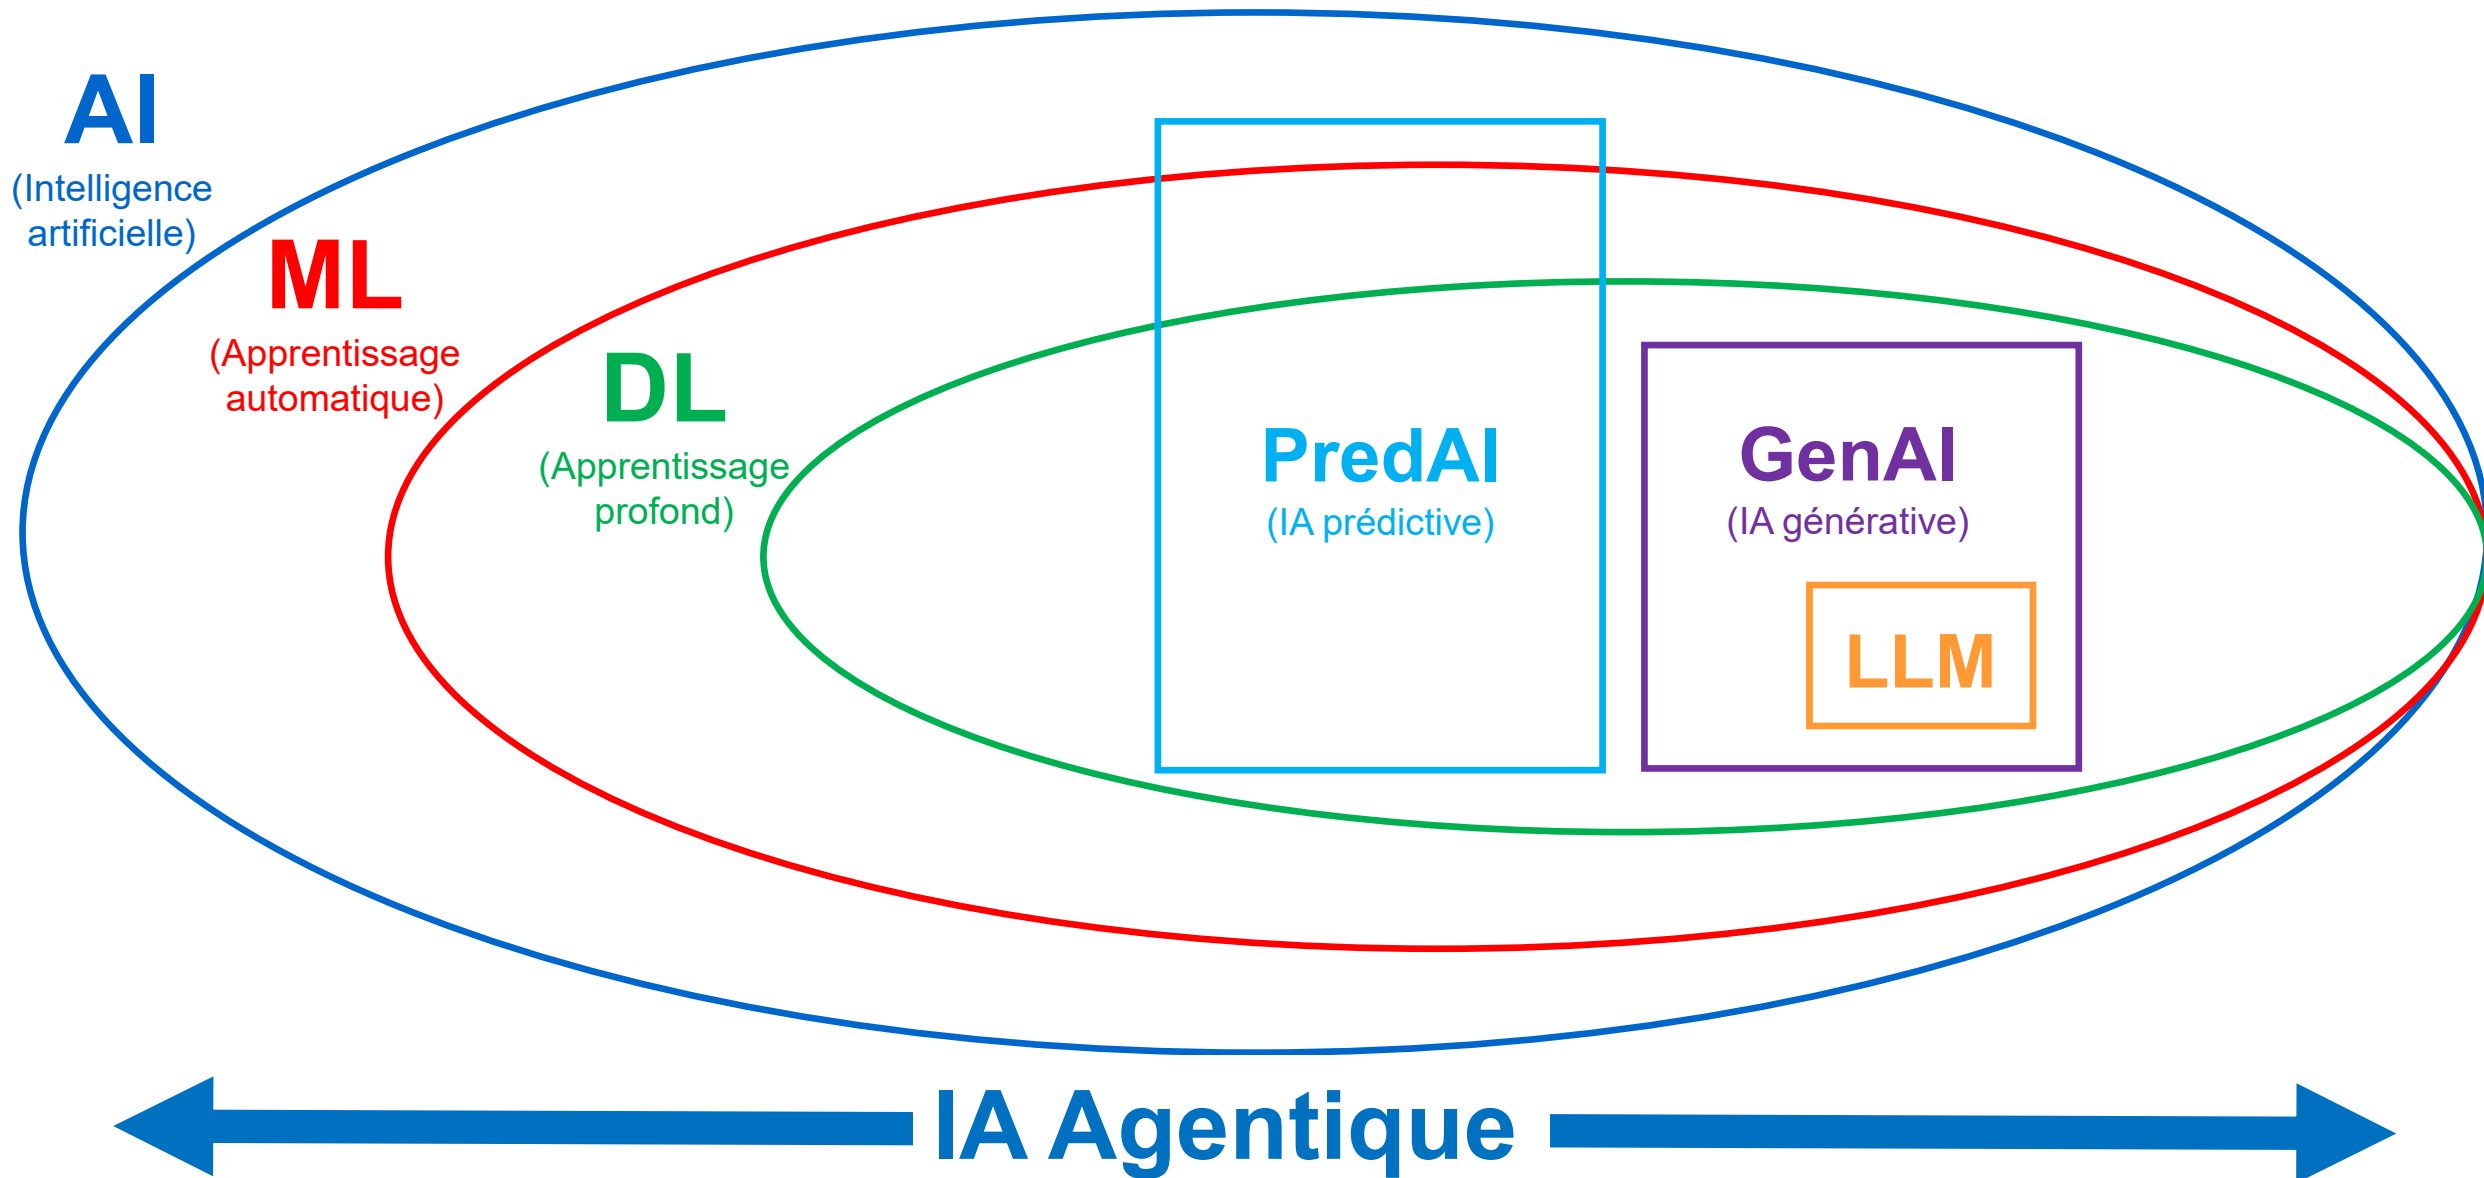 AI
(Intelligence
artificielle)
ML
(Apprentissage
automatique)
DL
(Apprentissage
profond)
PredAI
(IA prédictive)
GenAI
(IA générative)
LLM
IA Agentique